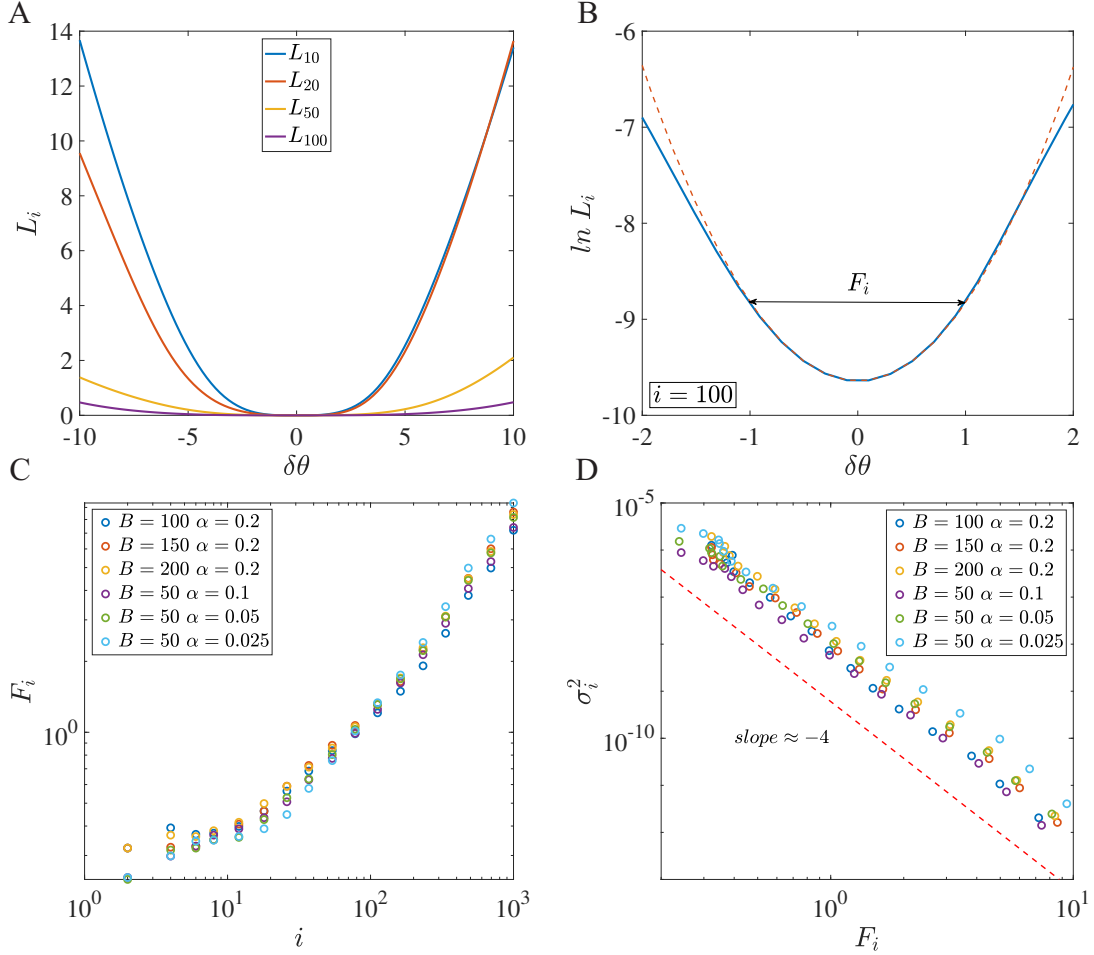 A
14
12
10
8
6
4
2
0
L_i
L_10
L_20
L_50
L_100
-10
-5
0
5
10
δθ
B
-5
-6
-7
-8
-9
-10
ln L_i
F_i
i = 100
-2
-1
0
1
2
δθ
C
B = 100 α = 0.2
B = 150 α = 0.2
B = 200 α = 0.2
B = 50 α = 0.1
B = 50 α = 0.05
B = 50 α = 0.025
F_i
10^0
10^0
10^1
10^2
10^3
i
D
10^-5
10^-10
σ_i^2
B = 100 α = 0.2
B = 150 α = 0.2
B = 200 α = 0.2
B = 50 α = 0.1
B = 50 α = 0.05
B = 50 α = 0.025
slope ≈ −4
10^0
10^1
F_i